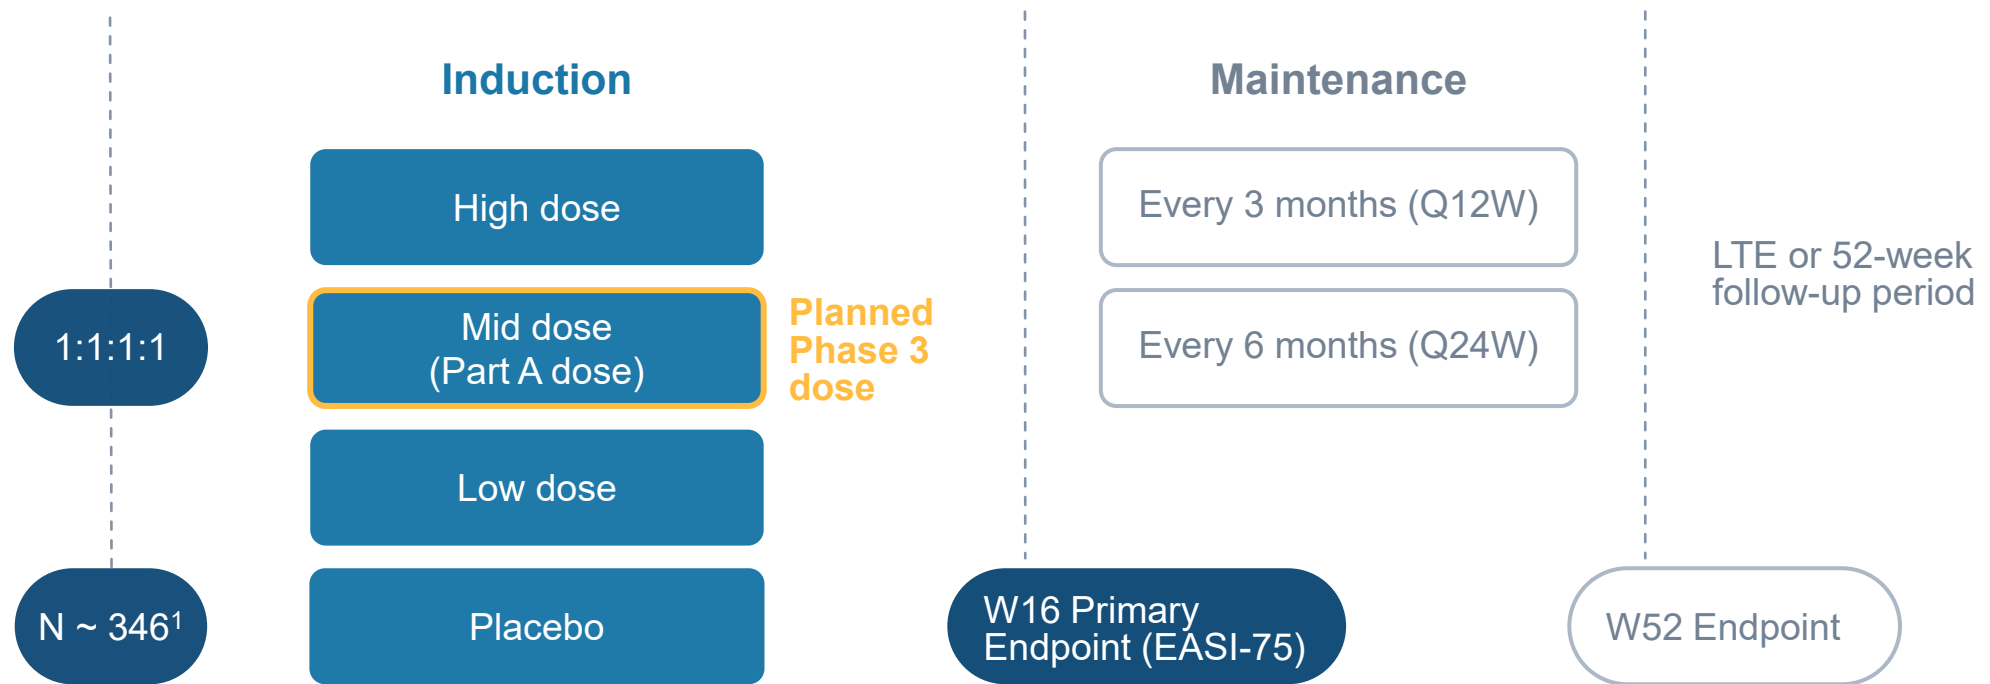 Induction
Maintenance
High dose
Every 3 months (Q12W)
LTE or 52-week
follow-up period
1:1:1:1
Mid dose
(Part A dose)
Planned
Phase 3
dose
Every 6 months (Q24W)
Low dose
N ~ 346¹
Placebo
W16 Primary
Endpoint (EASI-75)
W52 Endpoint